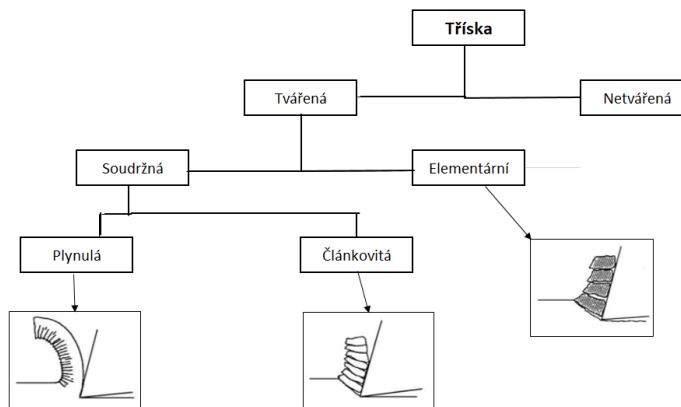 Tříska
Tvářená
Netvářená
Soudržná
Elementární
Plynulá
Článkovitá